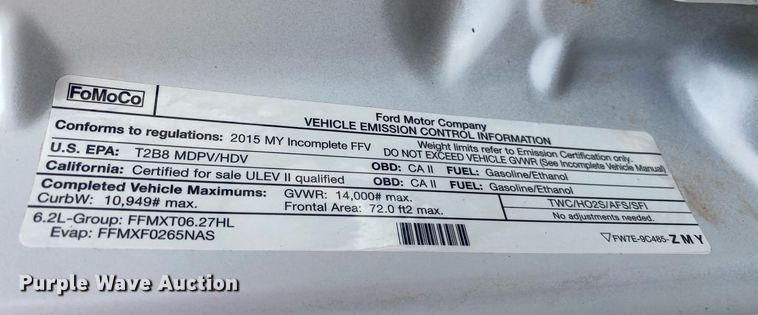 FoMoCo
Ford Motor Company
VEHICLE EMISSION CONTROL INFORMATION
Conforms to regulations: 2015 MY Incomplete FFV
Weight limits refer to Emission Certification only.
DO NOT EXCEED VEHICLE GVWR (See Incomplete Vehicle Manual)
U.S. EPA: T2B8 MDPV/HDV OBD: CA II FUEL: Gasoline/Ethanol
California: Certified for sale ULEV II qualified OBD: CA II FUEL: Gasoline/Ethanol
Completed Vehicle Maximums: GVWR: 14,000# max.
CurbW: 10,949# max. Frontal Area: 72.0 ft2 max.
TWC/HO2S/AFS/SFI
No adjustments needed.
6.2L-Group: FFMXT06.27HL
Evap: FFMXF0265NAS
▽FW7E-9C485-ZMY
Purple Wave Auction